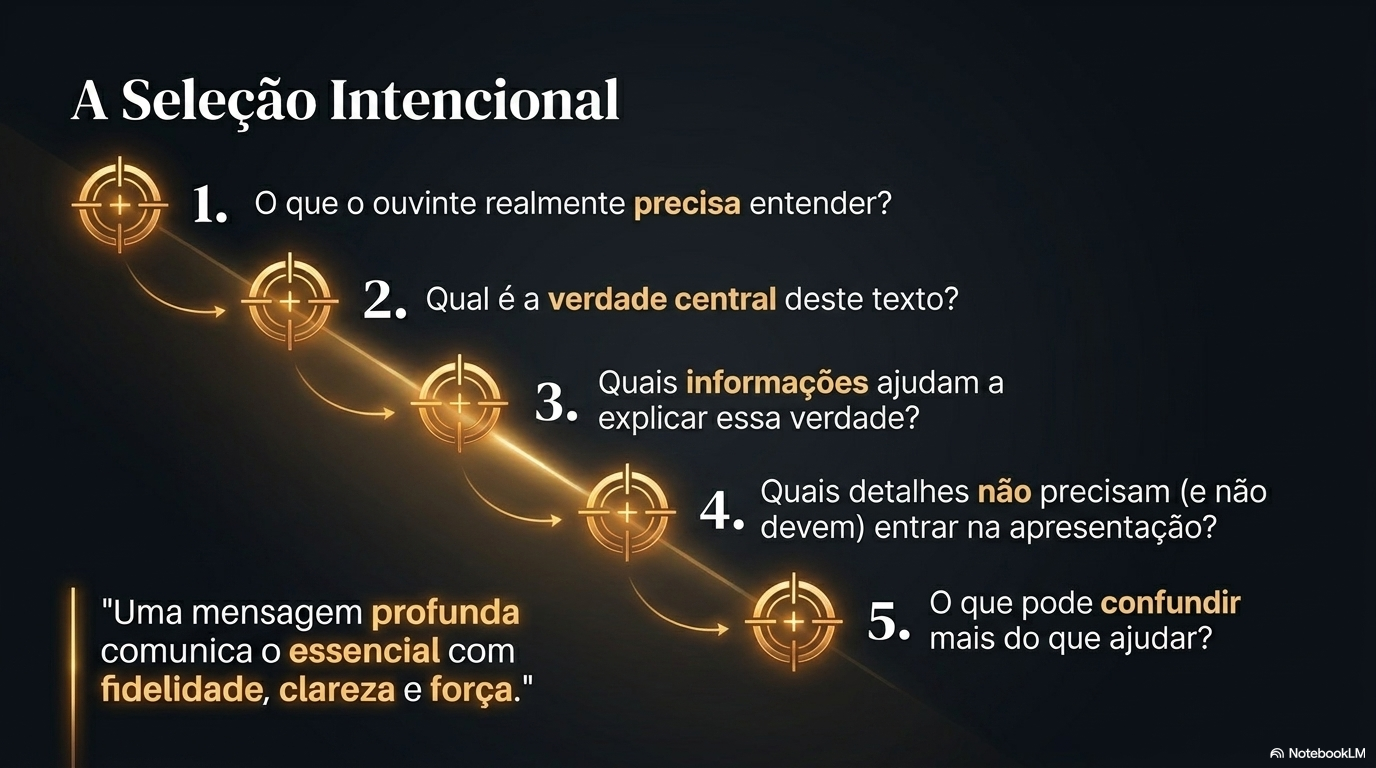 A Seleção Intencional
1. O que o ouvinte realmente precisa entender?
2. Qual é a verdade central deste texto?
3. Quais informações ajudam a
explicar essa verdade?
4. Quais detalhes não precisam (e não
devem) entrar na apresentação?
5. O que pode confundir
mais do que ajudar?
"Uma mensagem profunda
comunica o essencial com
fidelidade, clareza e força."
NotebookLM